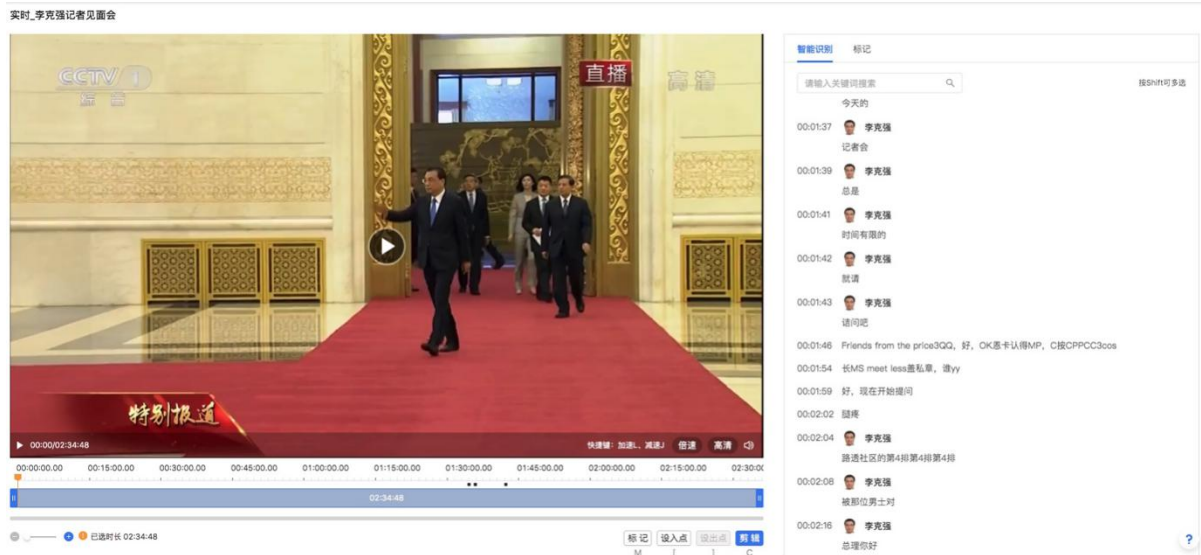 实时_李克强记者见面会
CCTV 1
综合
直播
高清
特别报道
00:00/02:34:48
快捷键：加速L、减速J 倍速 高清
00:00:00.00 00:15:00.00 00:30:00.00 00:45:00.00 01:00:00.00 01:15:00.00 01:30:00.00 01:45:00.00 02:00:00.00 02:15:00.00 02:30:00
02:34:48
已选时长 02:34:48
标记 设入点 设出点 剪辑
M I C
智能识别 标记
请输入关键词搜索 按Shift可多选
今天的
00:01:37 李克强
记者会
00:01:39 李克强
总是
00:01:41 李克强
时间有限的
00:01:42 李克强
就请
00:01:43 李克强
请问吧
00:01:46 Friends from the price3QQ，好，OK恚卡认得MP，C按CPPCC3cos
00:01:54 长MS meet less盖私章，谁yy
00:01:59 好，现在开始提问
00:02:02 腿疼
00:02:04 李克强
路透社区的第4排第4排第4排
00:02:08 李克强
被那位男士对
00:02:16 李克强
总理你好
?